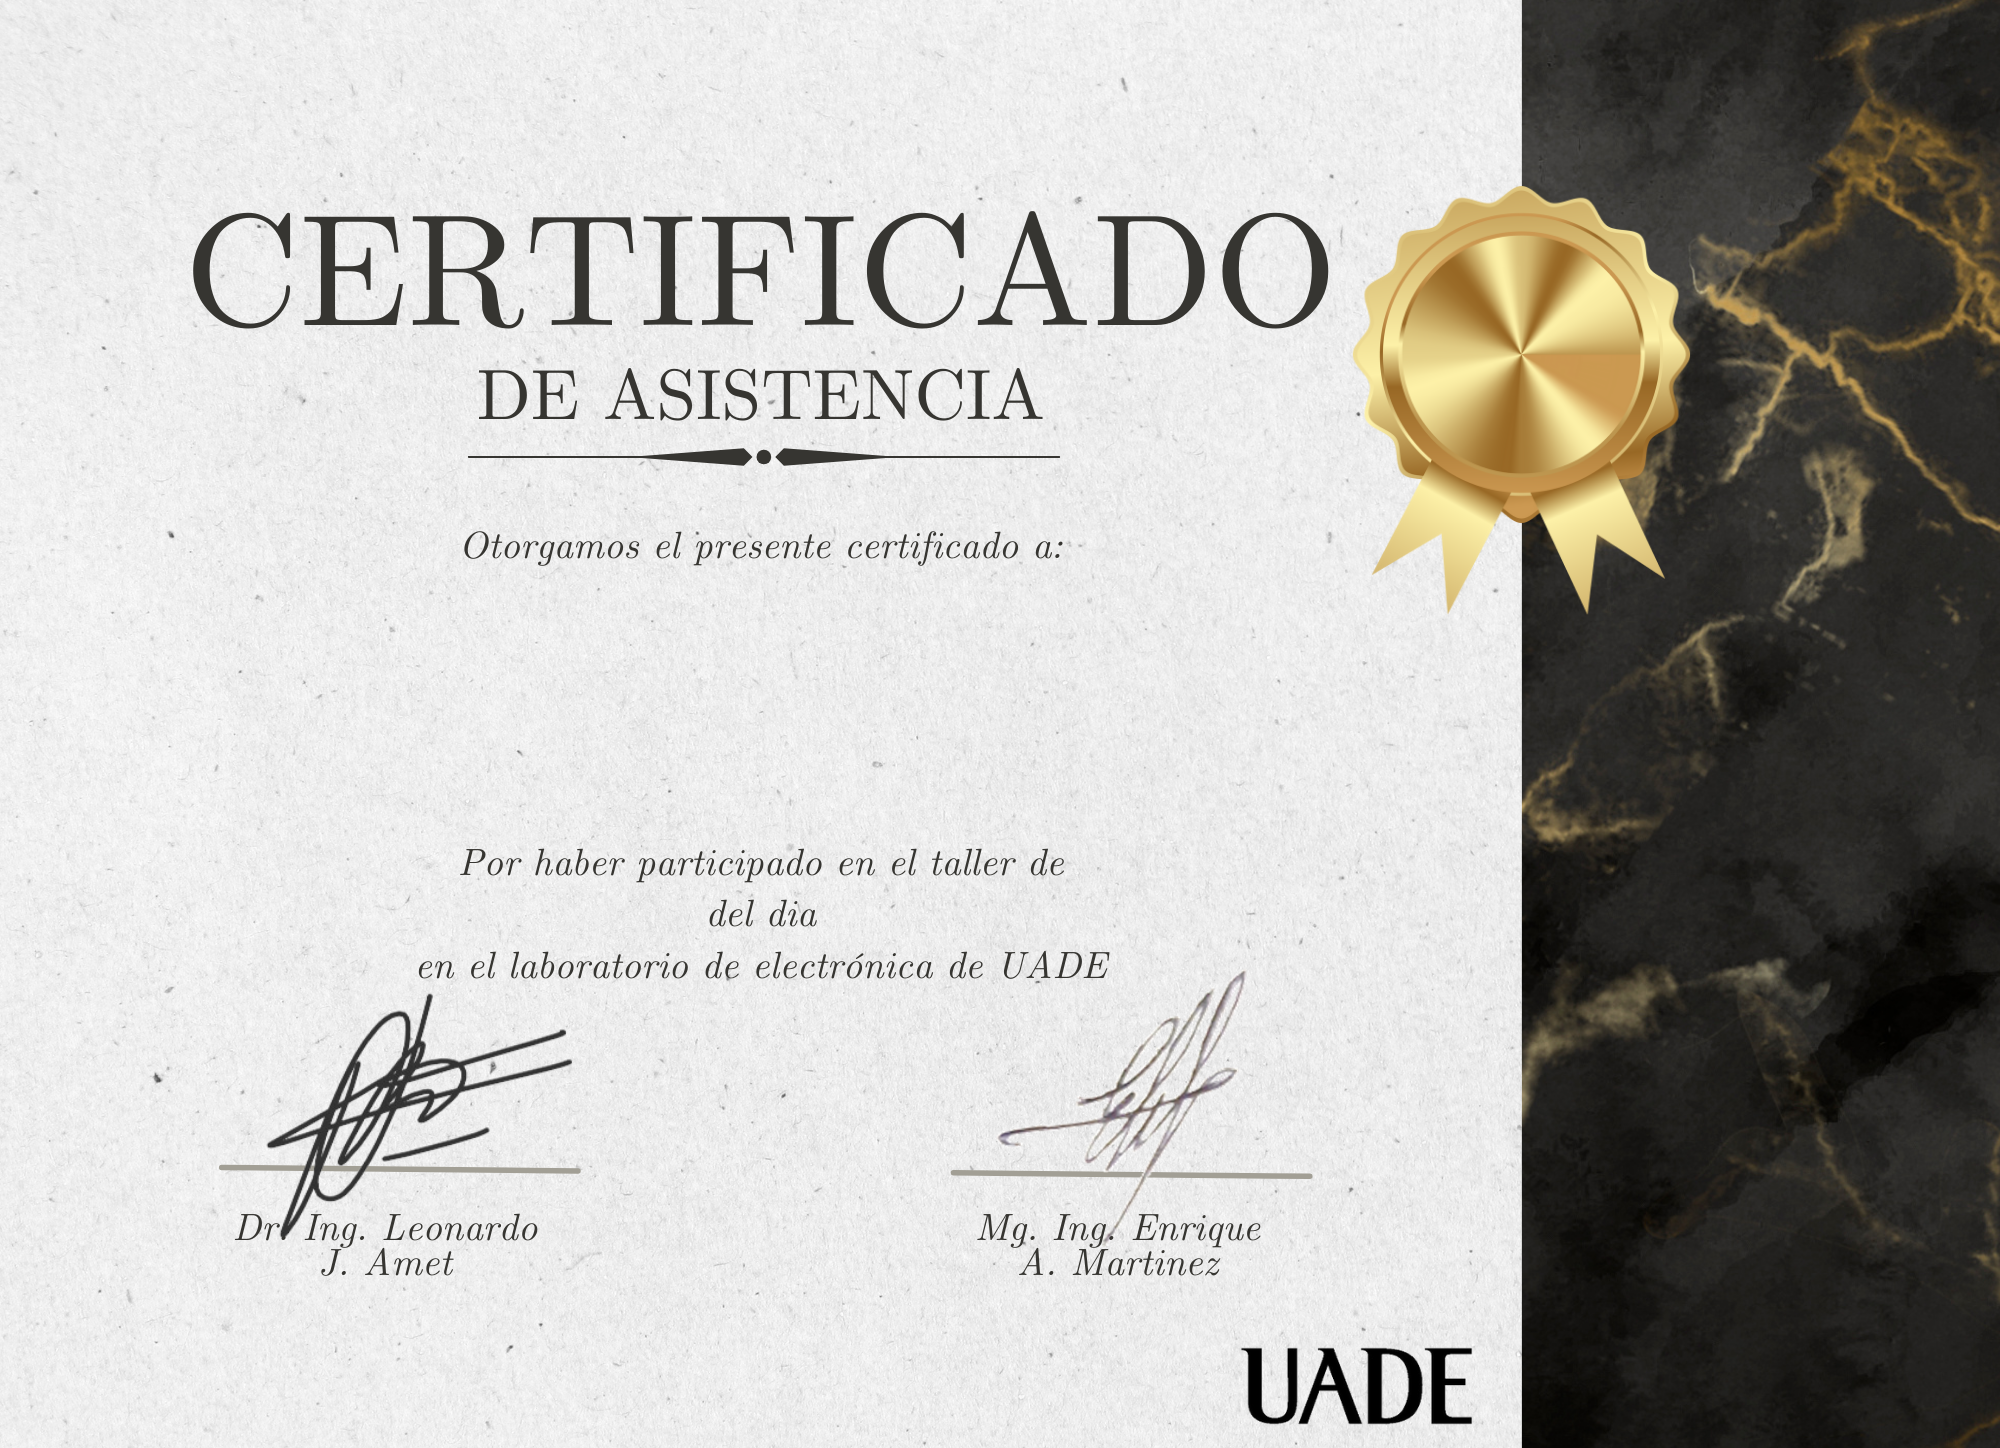 CERTIFICADO
DE ASISTENCIA
Otorgamos el presente certificado a:
Por haber participado en el taller de
del dia
en el laboratorio de electrónica de UADE
Dr. Ing. Leonardo
J. Amet
Mg. Ing. Enrique
A. Martinez
UADE